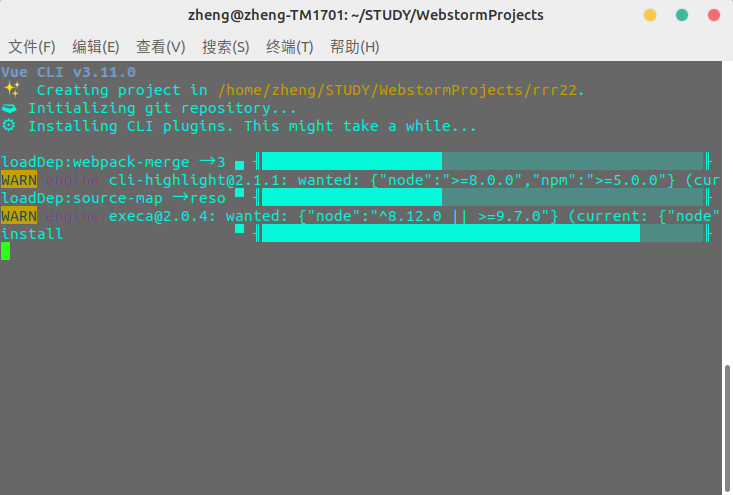 zheng@zheng-TM1701: ~/STUDY/WebstormProjects
文件(F) 编辑(E) 查看(V) 搜索(S) 终端(T) 帮助(H)
Vue CLI v3.11.0
✨ Creating project in /home/zheng/STUDY/WebstormProjects/rrr22.
Initializing git repository...
⚙ Installing CLI plugins. This might take a while...
loadDep:webpack-merge →3
WARN engine cli-highlight@2.1.1: wanted: {"node":">=8.0.0","npm":">=5.0.0"} (cur
loadDep:source-map →reso
WARN engine execa@2.0.4: wanted: {"node":"^8.12.0 || >=9.7.0"} (current: {"node"
install